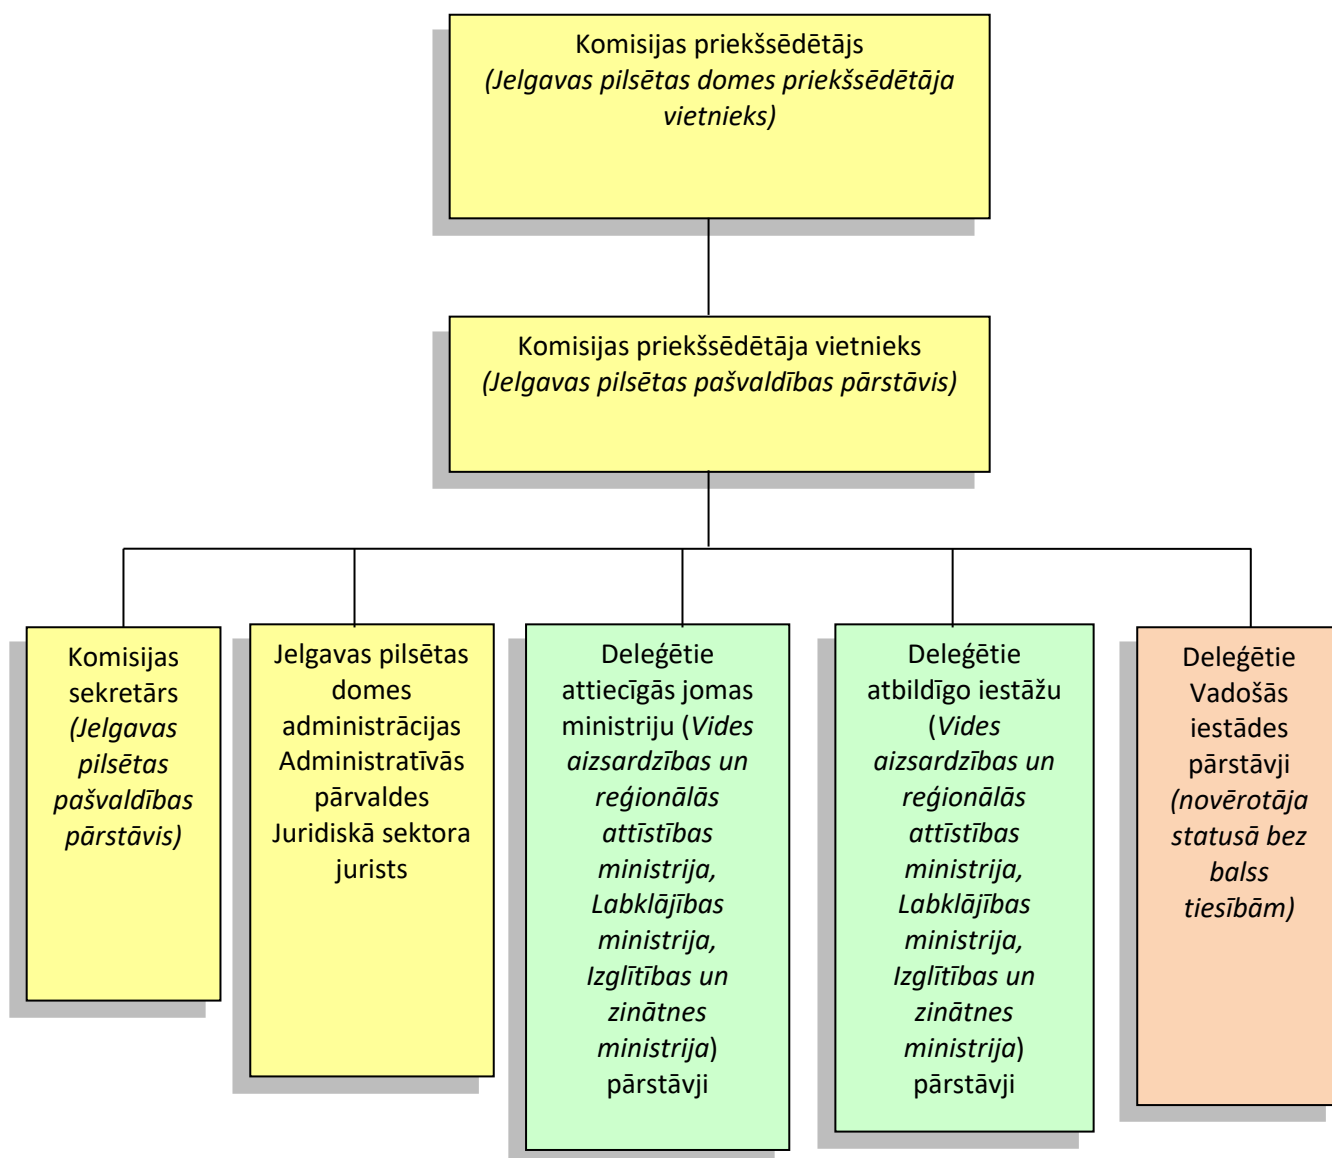 Komisijas priekšsēdētājs
(Jelgavas pilsētas domes priekšsēdētāja
vietnieks)
Komisijas priekšsēdētāja vietnieks
(Jelgavas pilsētas pašvaldības pārstāvis)
Komisijas
sekretārs
(Jelgavas
pilsētas
pašvaldības
pārstāvis)
Jelgavas pilsētas
domes
administrācijas
Administratīvās
pārvaldes
Juridiskā sektora
jurists
Deleģētie
attiecīgās jomas
ministriju (Vides
aizsardzības un
reģionālās
attīstības
ministrija,
Labklājības
ministrija,
Izglītības un
zinātnes
ministrija)
pārstāvji
Deleģētie
atbildīgo iestāžu
(Vides
aizsardzības un
reģionālās
attīstības
ministrija,
Labklājības
ministrija,
Izglītības un
zinātnes
ministrija)
pārstāvji
Deleģētie
Vadošās
iestādes
pārstāvji
(novērotāja
statusā bez
balss
tiesībām)